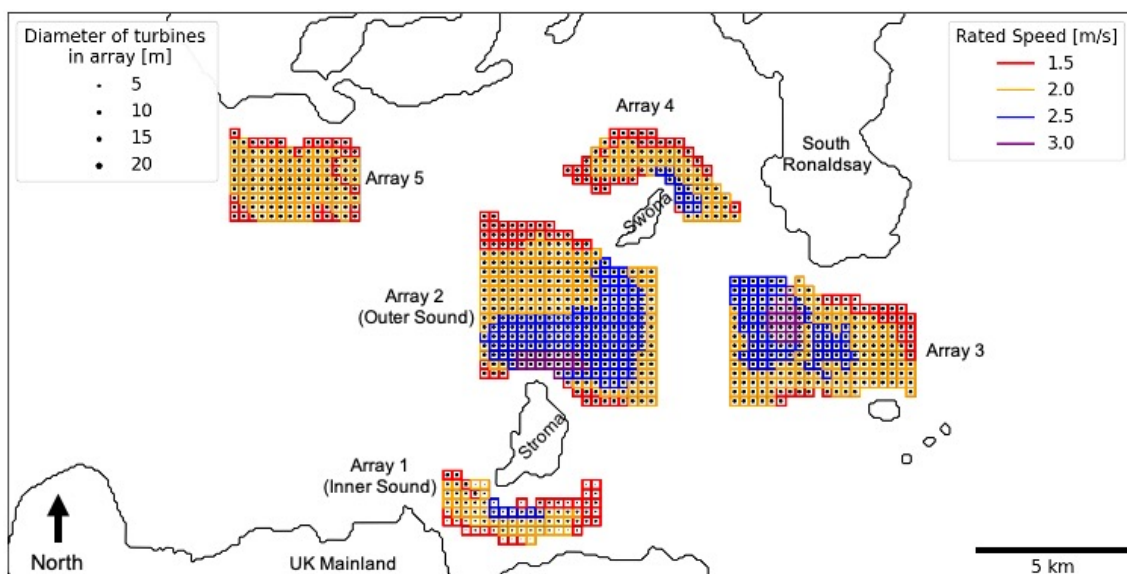 Diameter of turbines
in array [m]
5
10
15
20
Rated Speed [m/s]
1.5
2.0
2.5
3.0
Array 4
South
Ronaldsay
Array 5
Swona
Array 2
(Outer Sound)
Array 3
Stroma
Array 1
(Inner Sound)
North
UK Mainland
5 km